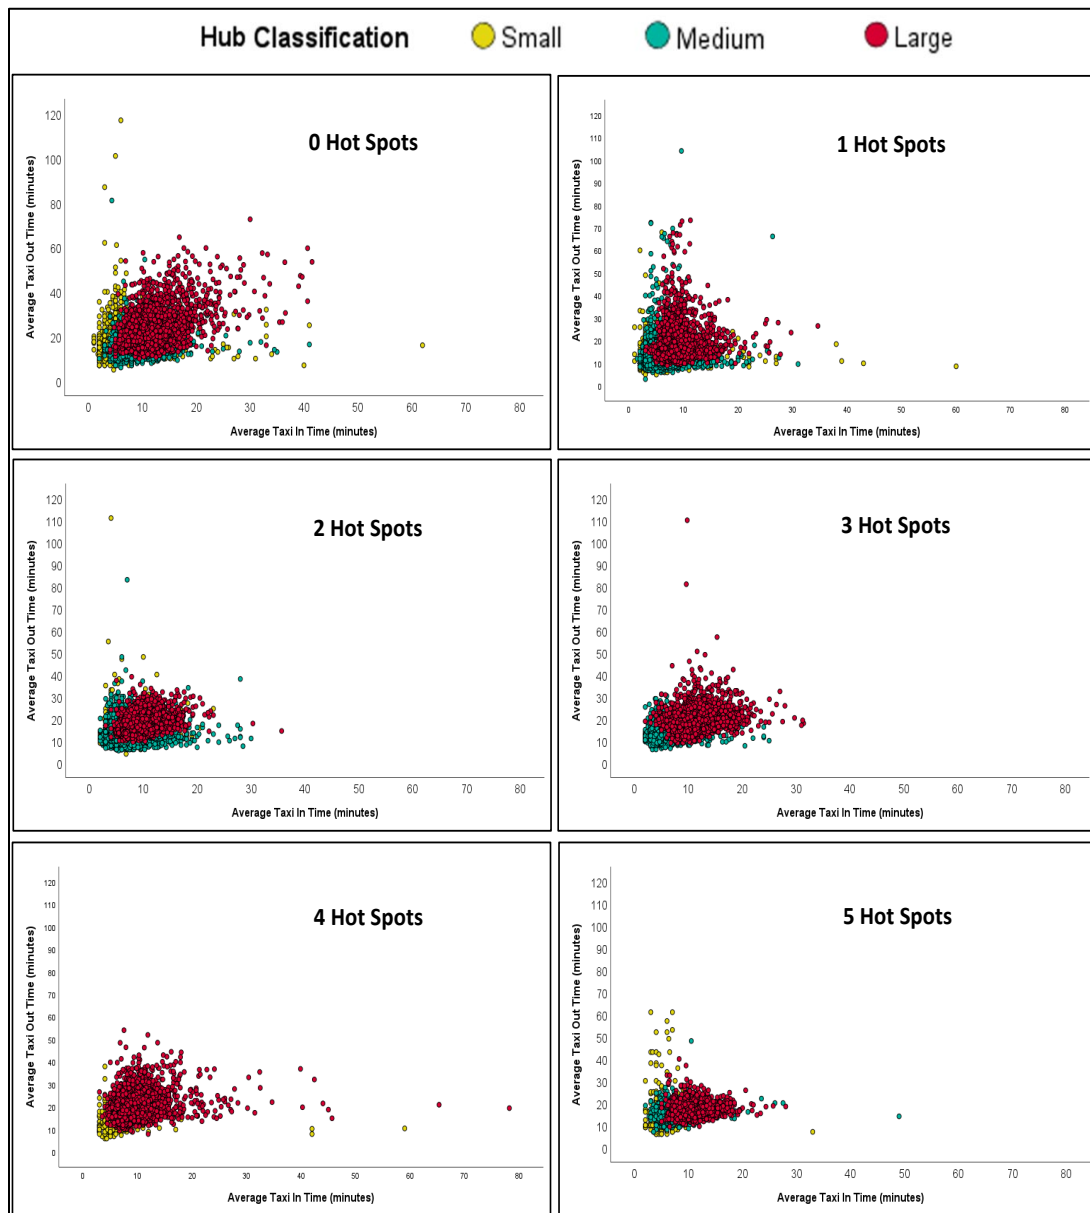 Hub Classification Small Medium Large
0 Hot Spots
120
100
80
60
40
20
0
Average Taxi Out Time (minutes)
0 10 20 30 40 50 60 70 80
Average Taxi In Time (minutes)
1 Hot Spots
120
110
100
90
80
70
60
50
40
30
20
10
0
Average Taxi Out Time (minutes)
0 10 20 30 40 50 60 70 80
Average Taxi In Time (minutes)
2 Hot Spots
120
110
100
90
80
70
60
50
40
30
20
10
0
Average Taxi Out Time (minutes)
0 10 20 30 40 50 60 70 80
Average Taxi In Time (minutes)
3 Hot Spots
120
110
100
90
80
70
60
50
40
30
20
10
0
Average Taxi Out Time (minutes)
0 10 20 30 40 50 60 70 80
Average Taxi In Time (minutes)
4 Hot Spots
120
110
100
90
80
70
60
50
40
30
20
10
0
Average Taxi Out Time (minutes)
0 10 20 30 40 50 60 70 80
Average Taxi In Time (minutes)
5 Hot Spots
120
110
100
90
80
70
60
50
40
30
20
10
0
Average Taxi Out Time (minutes)
0 10 20 30 40 50 60 70 80
Average Taxi In Time (minutes)